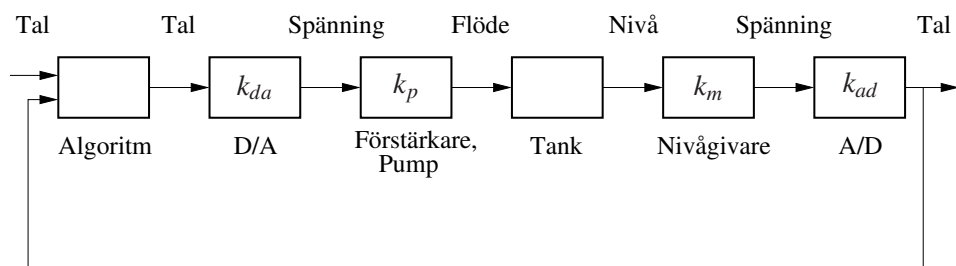 Tal Tal Spänning Flöde Nivå Spänning Tal
k_da k_p k_m k_ad
Algoritm D/A Förstärkare, Tank Nivågivare A/D
Pump